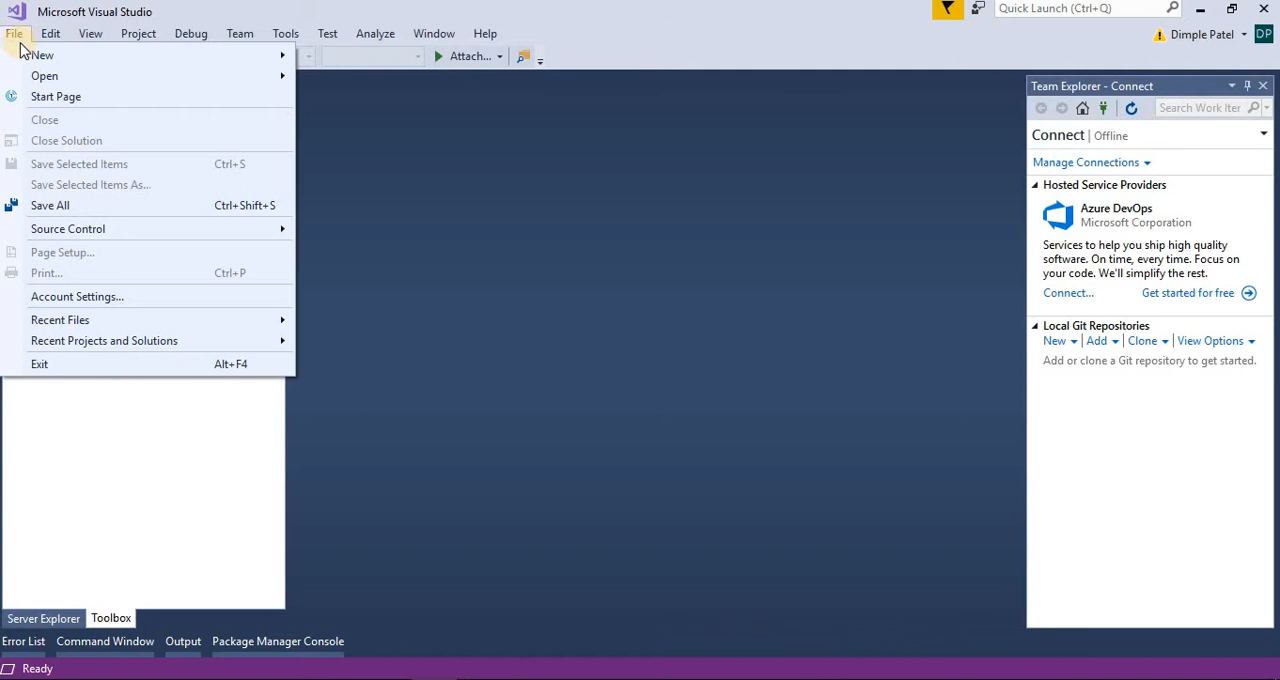 Microsoft Visual Studio
Quick Launch (Ctrl+Q)
File Edit View Project Debug Team Tools Test Analyze Window Help
Dimple Patel DP
Attach...
New
Open
Start Page
Close
Close Solution
Save Selected Items Ctrl+S
Save Selected Items As...
Save All Ctrl+Shift+S
Source Control
Page Setup...
Print... Ctrl+P
Account Settings...
Recent Files
Recent Projects and Solutions
Exit Alt+F4
Team Explorer - Connect
Search Work Iter
Connect | Offline
Manage Connections
Hosted Service Providers
Azure DevOps
Microsoft Corporation
Services to help you ship high quality
software. On time, every time. Focus on
your code. We'll simplify the rest.
Connect... Get started for free
Local Git Repositories
New | Add | Clone | View Options
Add or clone a Git repository to get started.
Server Explorer Toolbox
Error List Command Window Output Package Manager Console
Ready